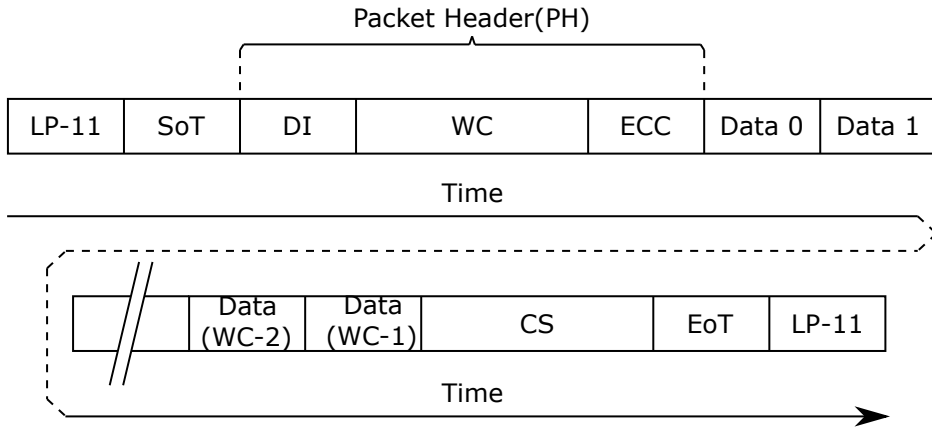 Packet Header(PH)
LP-11 SoT DI WC ECC Data 0 Data 1
Time
Data Data
(WC-2) (WC-1) CS EoT LP-11
Time